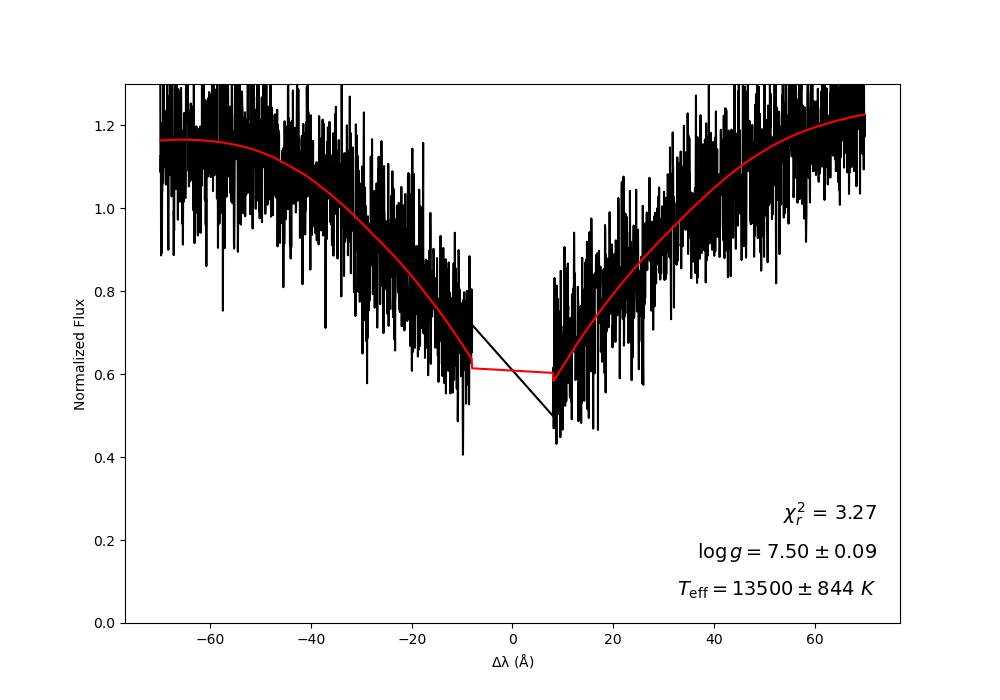 Normalized Flux
1.2
1.0
0.8
0.6
0.4
0.2
0.0
χ²ᵣ = 3.27
log g = 7.50 ± 0.09
T_eff = 13500 ± 844 K
−60
−40
−20
0
20
40
60
Δλ (Å)